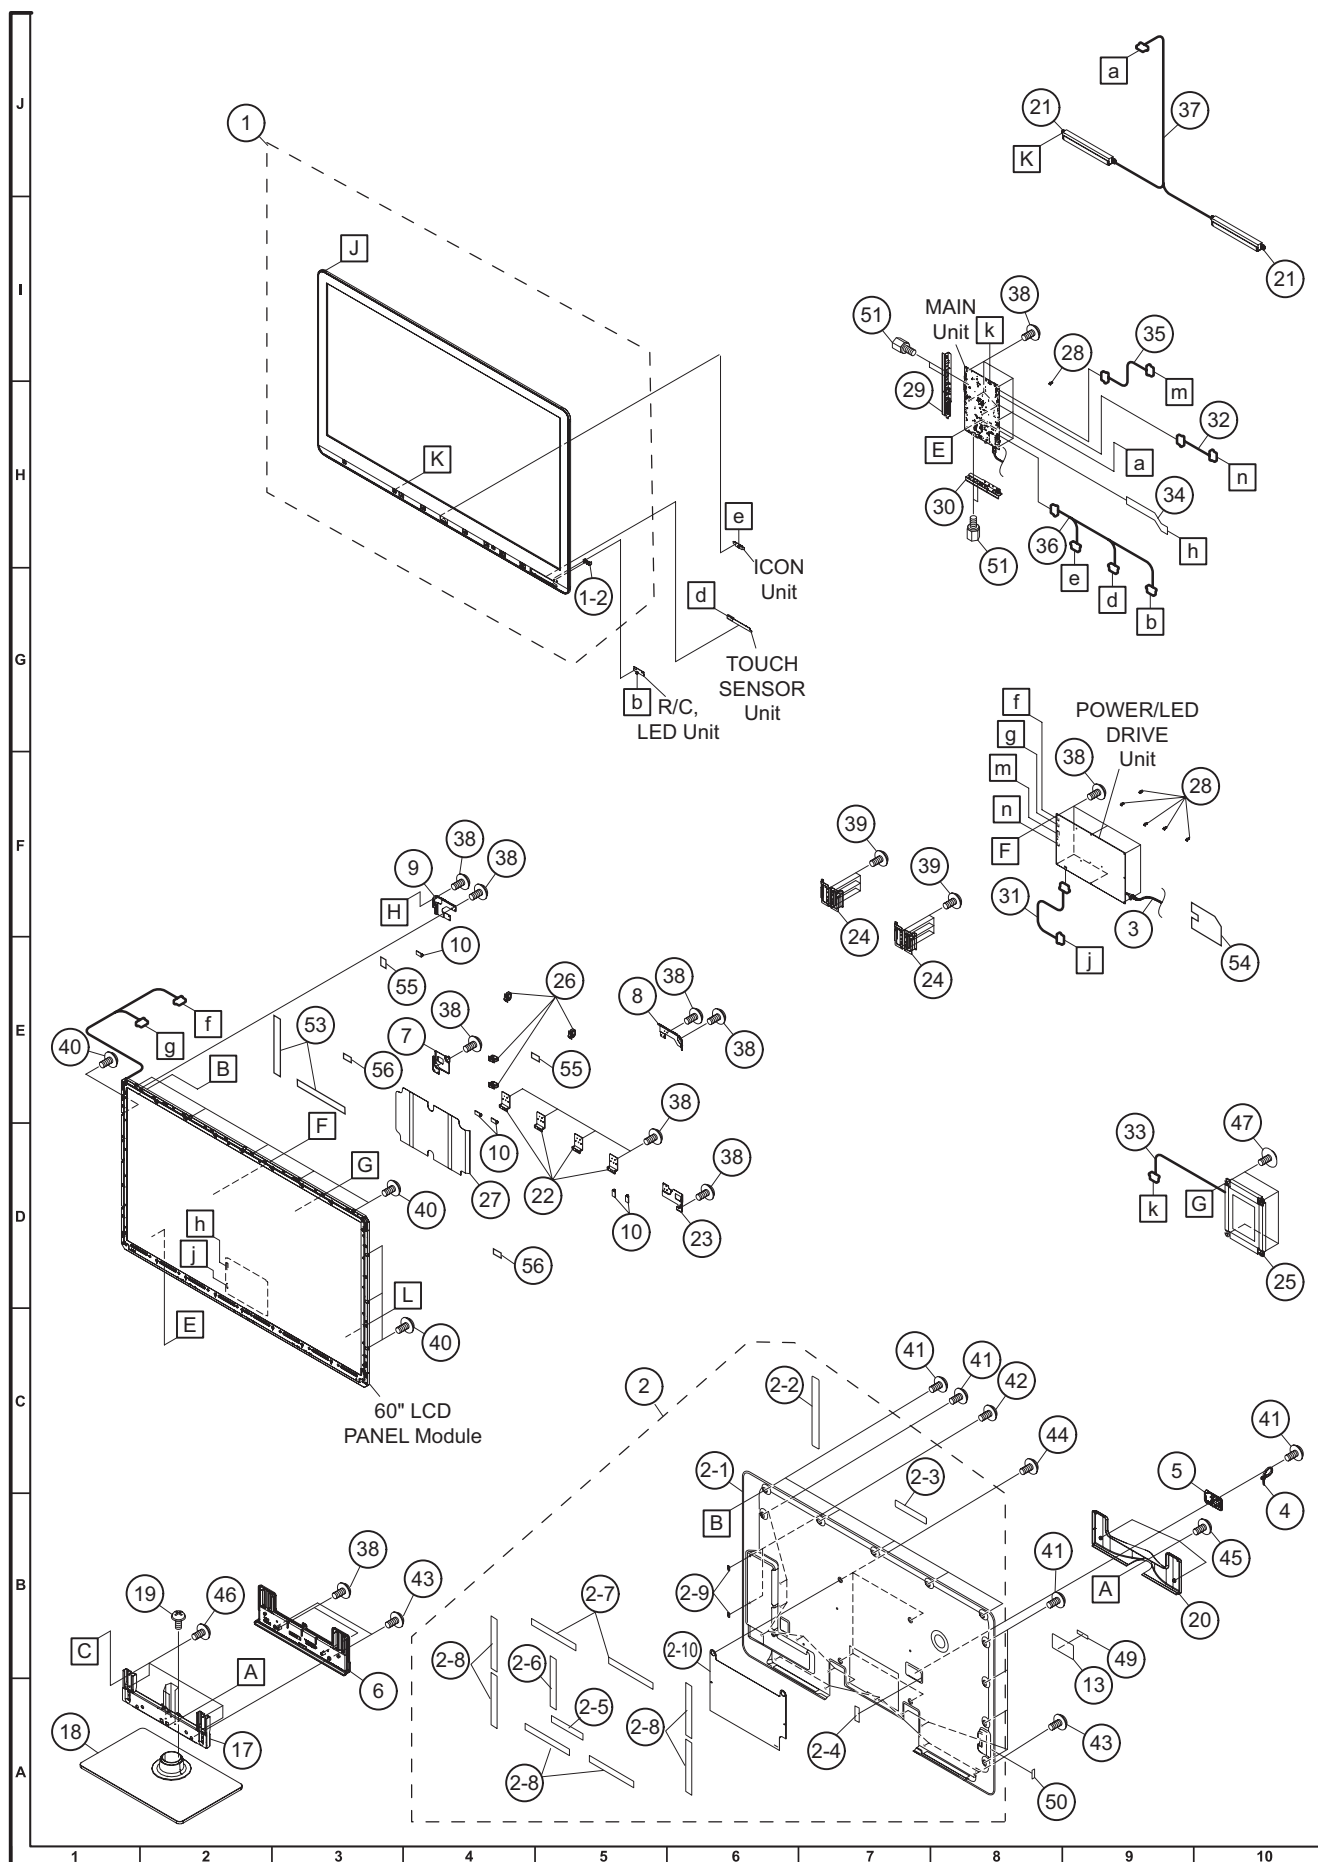 a
J
21
37
1
K
J
21
I
38
MAIN
Unit
k
51
35
28
m
29
32
K
E
a
n
H
34
30
e
36
h
ICON
Unit
51
e
1-2
d
d
b
G
TOUCH
SENSOR
Unit
b
R/C,
LED Unit
f
POWER/LED
DRIVE
Unit
g
38
m
28
n
39
F
F
38
9
38
39
H
31
3
10
24
j
54
55
26
38
24
8
f
E
53
38
g
7
38
40
56
55
B
F
38
47
33
10
38
G
27
22
k
G
40
D
h
10
23
j
56
25
L
E
40
41
41
2
2-2
42
C
60" LCD
PANEL Module
41
44
2-1
5
2-3
4
B
38
41
45
B
19
46
43
2-7
2-9
A
20
C
2-8
2-10
49
A
2-6
6
13
2-5
2-8
18
17
2-4
43
A
2-8
50
1
2
3
4
5
6
7
8
9
10